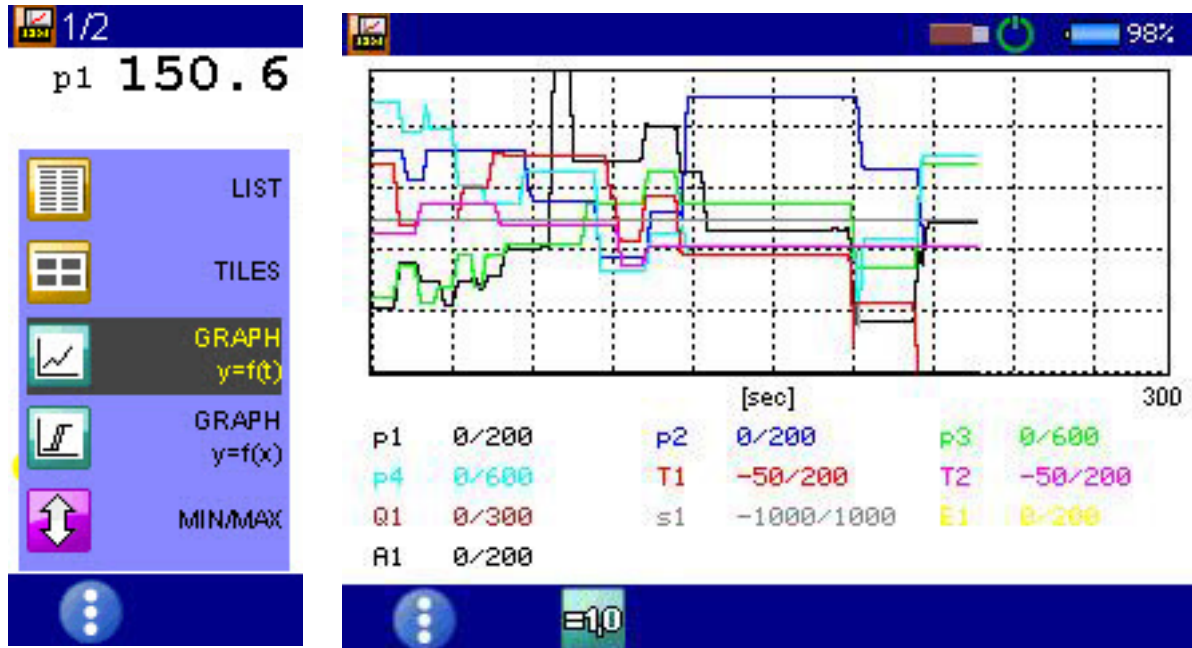 1/2
p1 150.6
LIST
TILES
GRAPH
y=f(t)
GRAPH
y=f(x)
MIN/MAX
98%
[sec] 300
p1 0/200 p2 0/200 p3 0/600
p4 0/600 T1 -50/200 T2 -50/200
Q1 0/300 s1 -1000/1000 E1 0/200
A1 0/200
=1,0